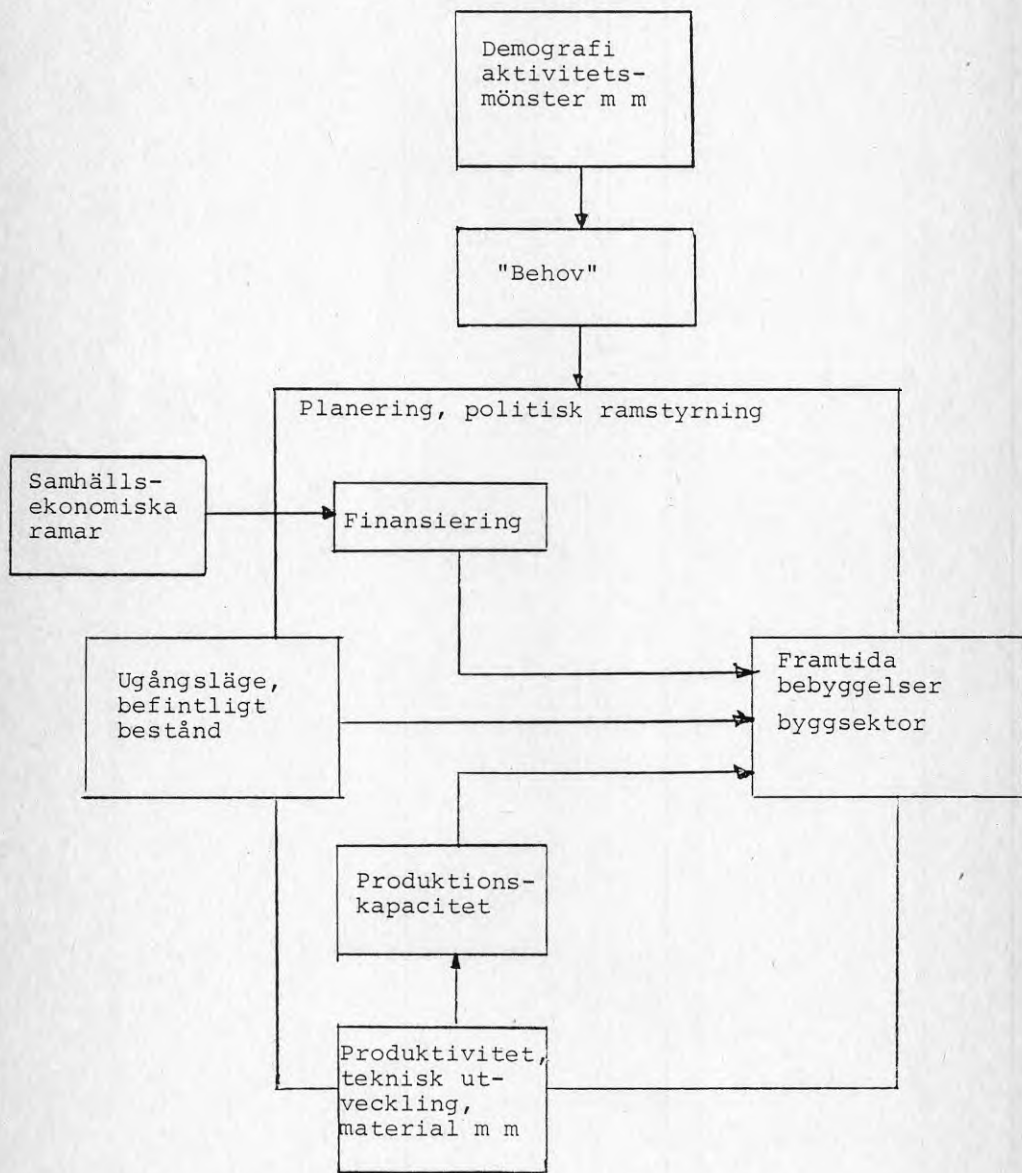 Demografi
aktivitets-
mönster m m
"Behov"
Planering, politisk ramstyrning
Samhälls-
ekonomiska
ramar
Finansiering
Ugångsläge,
befintligt
bestånd
Framtida
bebyggelser
byggsektor
Produktions-
kapacitet
Produktivitet,
teknisk ut-
veckling,
material m m